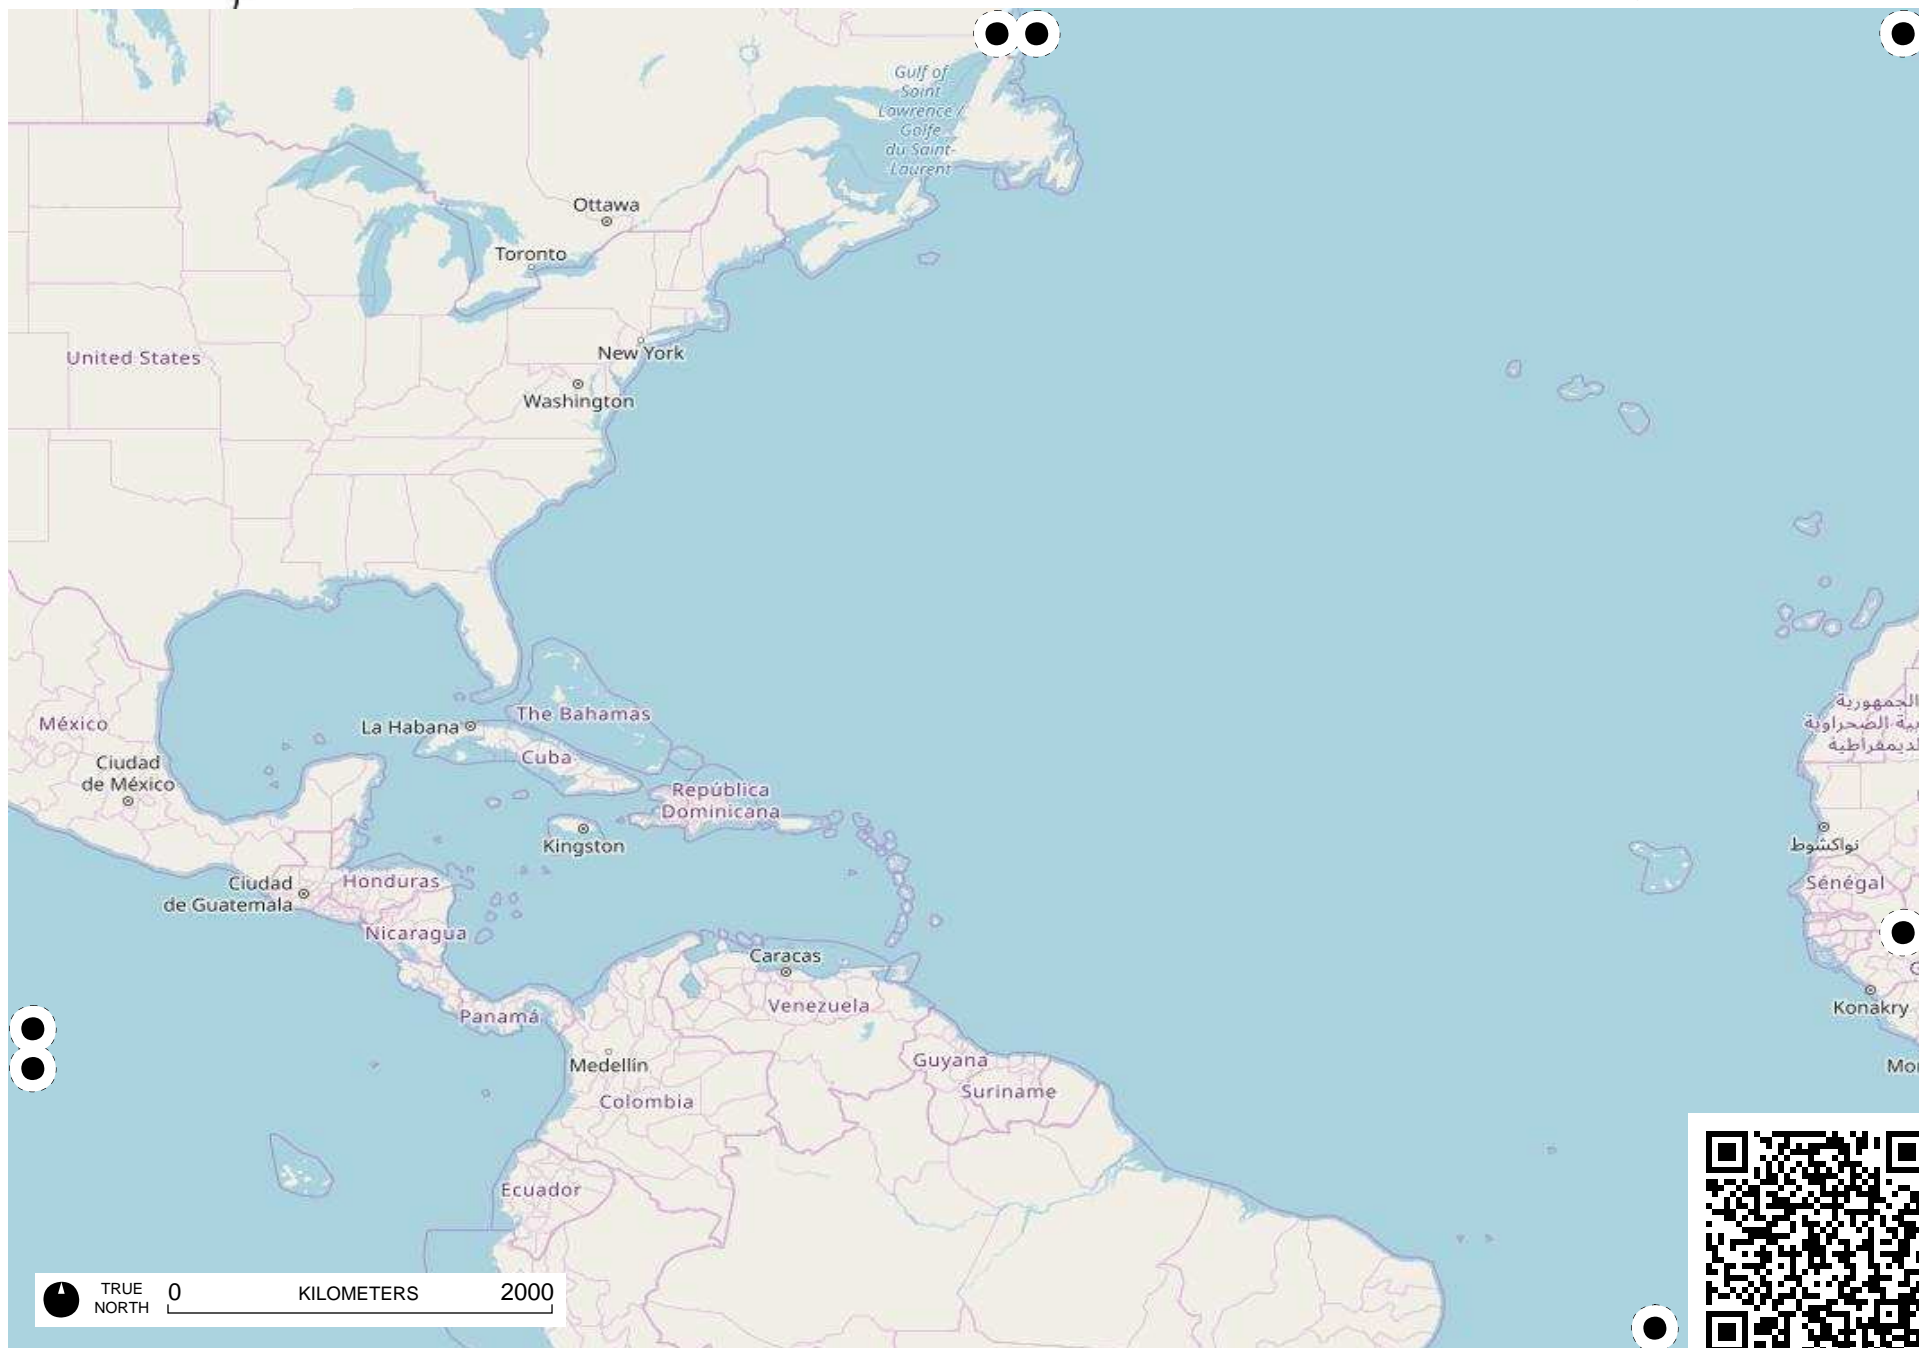 Gulf of
Saint
Lawrence /
Golfe
du Saint-
Laurent
Ottawa
Toronto
United States
New York
Washington
México
La Habana
The Bahamas
Cuba
Ciudad
de México
República
Dominicana
Kingston
الجمهورية
نواكشوط
Ciudad
de Guatemala
Honduras
Sénégal
Nicaragua
Caracas
Venezuela
Panamá
Konakry
Medellín
Guyana
Colombia
Suriname
Ecuador
TRUE
NORTH
0 KILOMETERS 2000